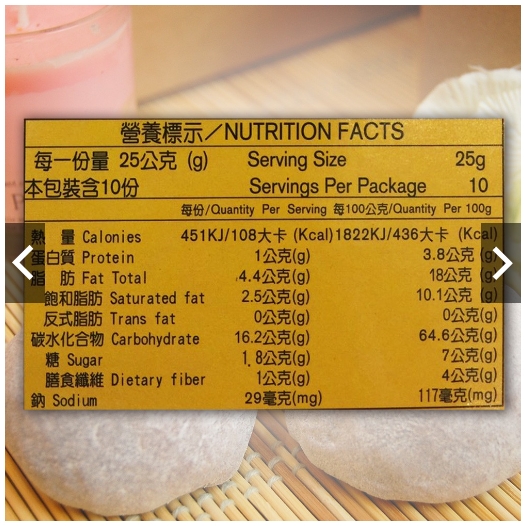 營養標示／NUTRITION FACTS
每一份量 25公克 (g) Serving Size 25g
本包裝含10份 Servings Per Package 10
每份/Quantity Per Serving 每100公克/Quantity Per 100g
熱 量 Calories 451KJ/108大卡 (Kcal) 1822KJ/436大卡 (Kcal)
蛋白質 Protein 1公克(g) 3.8公克 (g)
脂 肪 Fat Total 4.4公克(g) 18公克 (g)
飽和脂肪 Saturated fat 2.5公克(g) 10.1公克 (g)
反式脂肪 Trans fat 0公克(g) 0公克(g)
碳水化合物 Carbohydrate 16.2公克(g) 64.6公克(g)
糖 Sugar 1.8公克(g) 7公克(g)
膳食纖維 Dietary fiber 1公克(g) 4公克(g)
鈉 Sodium 29毫克(mg) 117毫克(mg)